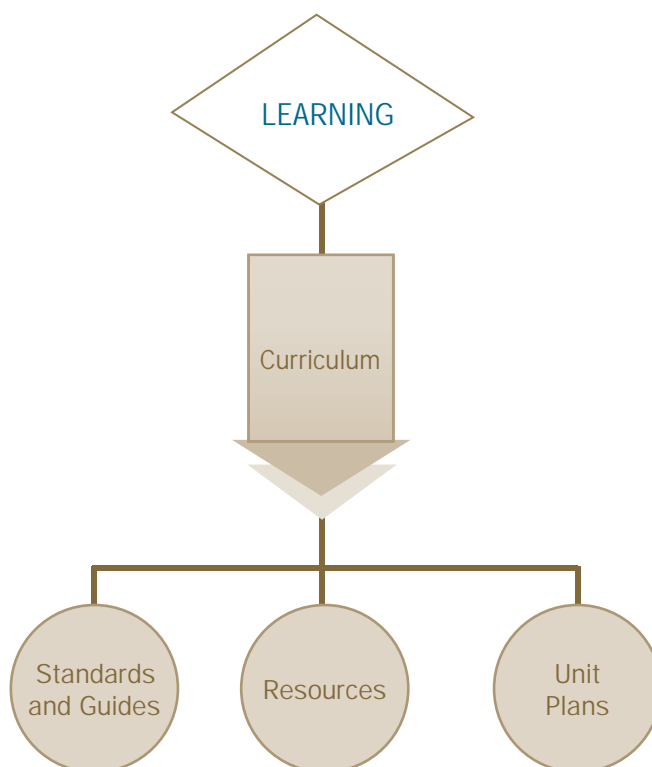 LEARNING
Curriculum
Standards
and Guides
Resources
Unit
Plans